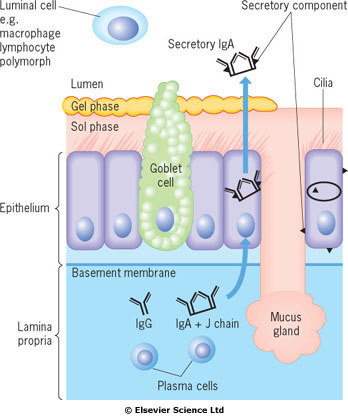 Luminal cell
e.g.
macrophage
lymphocyte
polymorph
Secretory component
Secretory IgA
Lumen
Gel phase
Sol phase
Cilia
Goblet
cell
Epithelium
Basement membrane
IgG
IgA + J chain
Mucus
gland
Lamina
propria
Plasma cells
© Elsevier Science Ltd